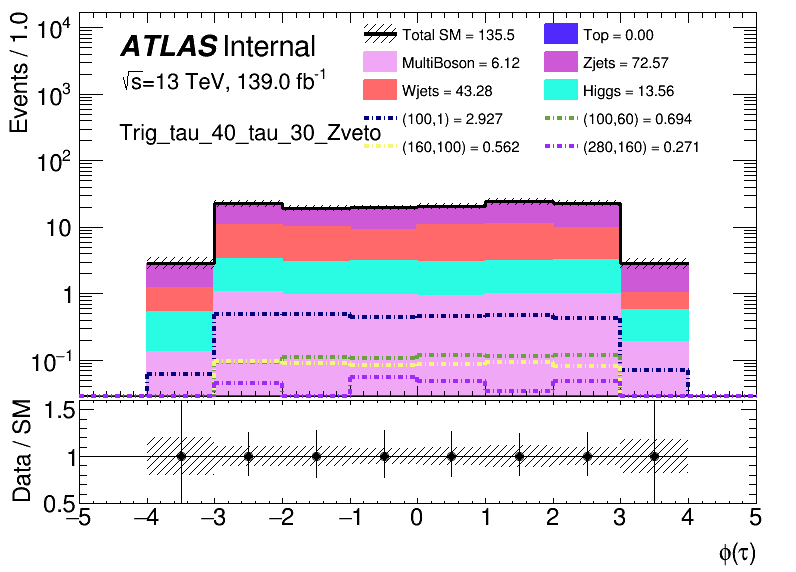 ATLAS Internal
√s=13 TeV, 139.0 fb⁻¹
Trig_tau_40_tau_30_Zveto
Total SM = 135.5
Top = 0.00
MultiBoson = 6.12
Zjets = 72.57
Wjets = 43.28
Higgs = 13.56
(100,1) = 2.927
(100,60) = 0.694
(160,100) = 0.562
(280,160) = 0.271
Events / 1.0
10⁴
10³
10²
10
1
10⁻¹
Data / SM
1.5
1
0.5
−5 −4 −3 −2 −1 0 1 2 3 4 5
ϕ(τ)